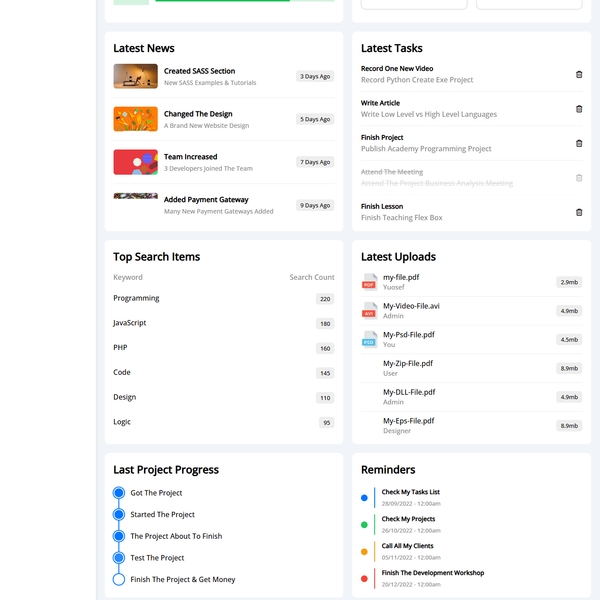 Latest News
Created SASS Section
New SASS Examples & Tutorials
3 Days Ago
Changed The Design
A Brand New Website Design
5 Days Ago
Team Increased
3 Developers Joined The Team
7 Days Ago
Added Payment Gateway
Many New Payment Gateways Added
9 Days Ago
Latest Tasks
Record One New Video
Record Python Create Exe Project
Write Article
Write Low Level vs High Level Languages
Finish Project
Publish Academy Programming Project
Attend The Meeting
Attend The Project Business Analysis Meeting
Finish Lesson
Finish Teaching Flex Box
Top Search Items
Keyword Search Count
Programming 220
JavaScript 180
PHP 160
Code 145
Design 110
Logic 95
Latest Uploads
PDF
my-file.pdf
Yuosef
2.9mb
AVI
My-Video-File.avi
Admin
4.9mb
PSD
My-Psd-File.pdf
You
4.5mb
My-Zip-File.pdf
User
8.9mb
My-DLL-File.pdf
Admin
4.9mb
My-Eps-File.pdf
Designer
8.9mb
Last Project Progress
Got The Project
Started The Project
The Project About To Finish
Test The Project
Finish The Project & Get Money
Reminders
Check My Tasks List
28/09/2022 - 12:00am
Check My Projects
26/10/2022 - 12:00am
Call All My Clients
05/11/2022 - 12:00am
Finish The Development Workshop
20/12/2022 - 12:00am